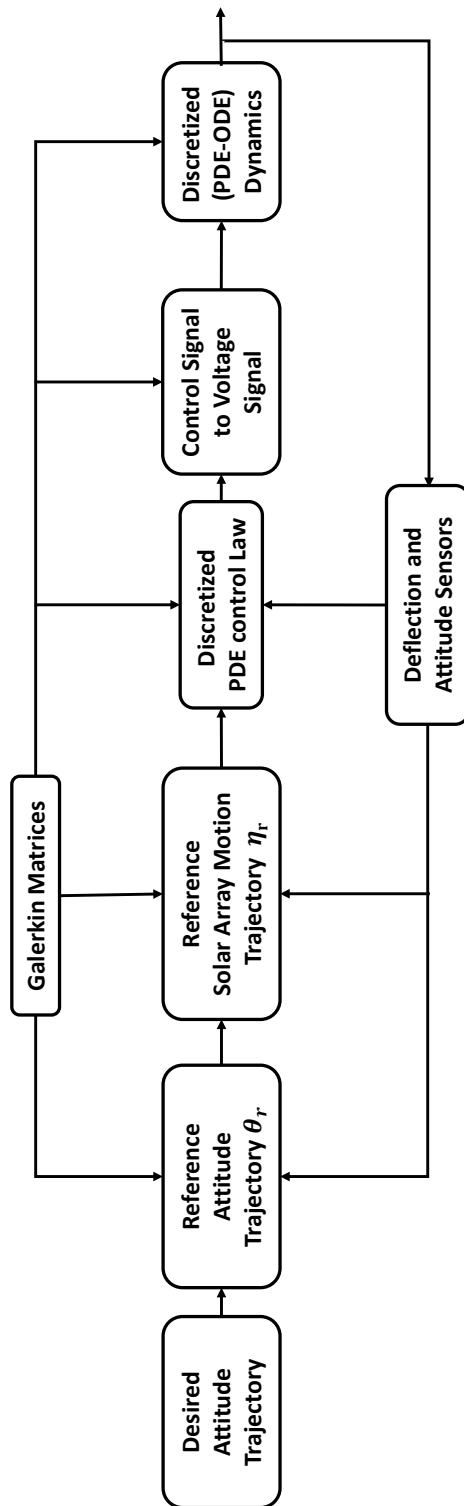 Galerkin Matrices
Desired
Attitude
Trajectory
Reference
Attitude
Trajectory θr
Reference
Solar Array Motion
Trajectory ηr
Discretized
PDE control Law
Control Signal
to Voltage
Signal
Discretized
(PDE-ODE)
Dynamics
Deflection and
Attitude Sensors